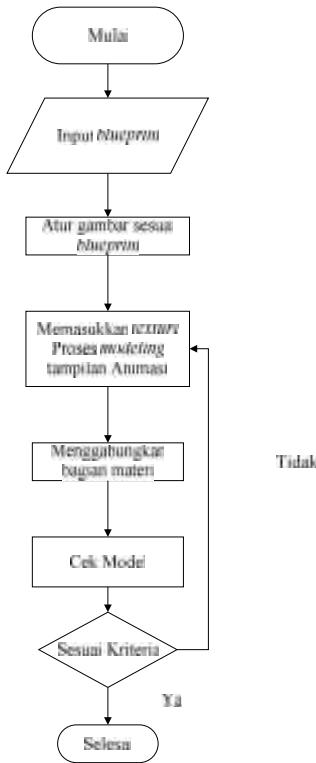 Mulai
Input blueprint
Atur gambar sesuai
blueprint
Memasukkan texture
Proses modeling
tampilan Animasi
Menggabungkan
bagian materi
Tidak
Cek Model
Sesuai Kriteria
Ya
Selesai